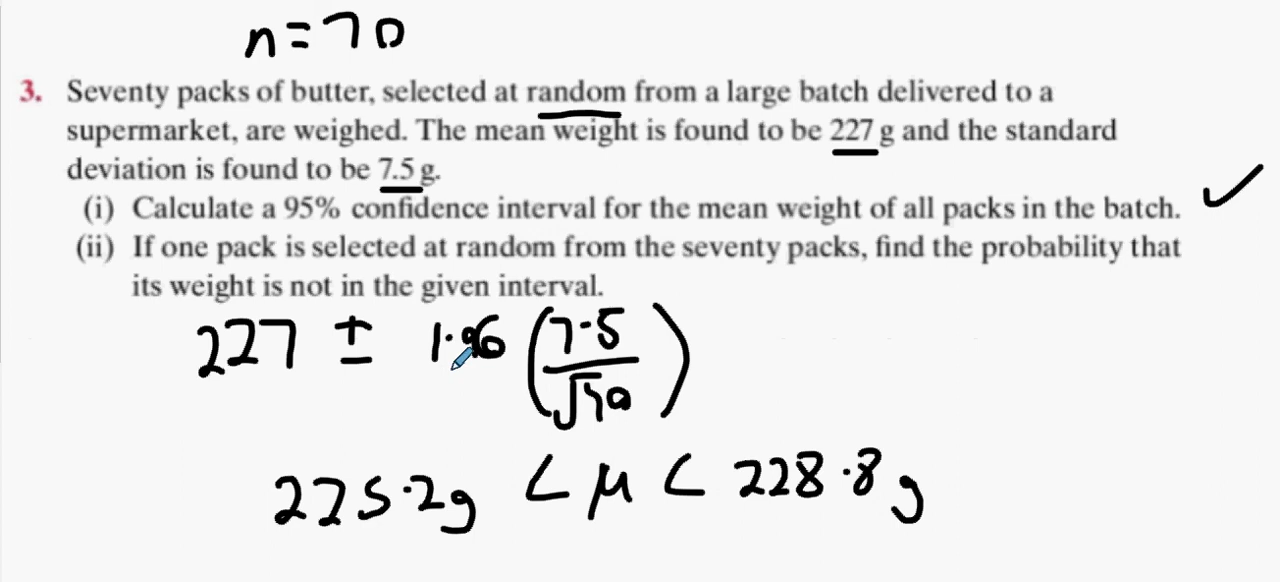 n=70
3. Seventy packs of butter, selected at random from a large batch delivered to a
supermarket, are weighed. The mean weight is found to be 227 g and the standard
deviation is found to be 7.5 g.
(i) Calculate a 95% confidence interval for the mean weight of all packs in the batch. ✓
(ii) If one pack is selected at random from the seventy packs, find the probability that
its weight is not in the given interval.
227 ± 1.96 (7.5/√70)
225.2g < μ < 228.8g